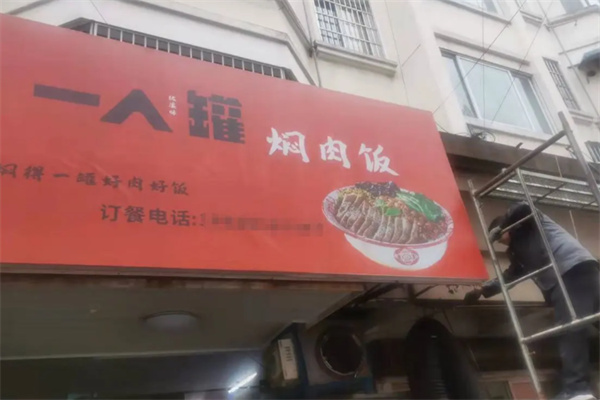 一人罐 焖肉饭
焖得一罐好肉好饭
订餐电话: